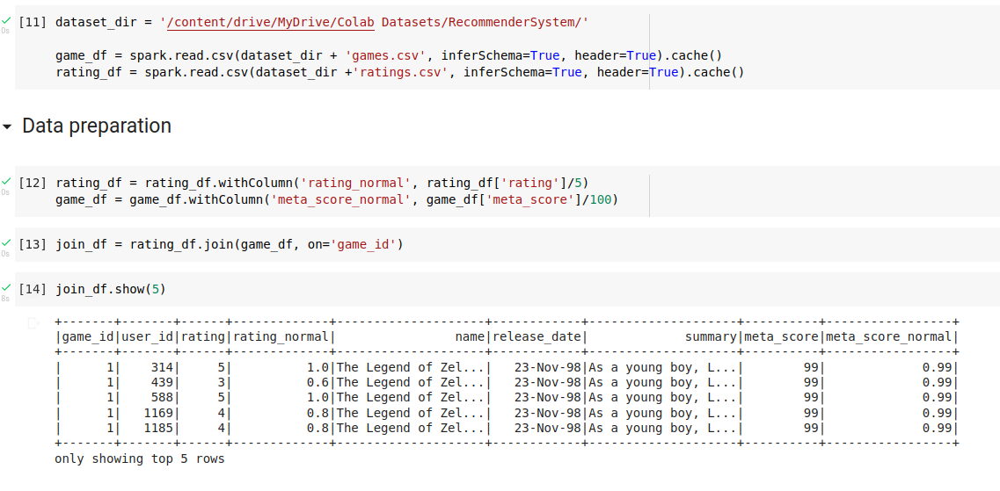 [11] dataset_dir = '/content/drive/MyDrive/Colab Datasets/RecommenderSystem/'
0s
game_df = spark.read.csv(dataset_dir + 'games.csv', inferSchema=True, header=True).cache()
rating_df = spark.read.csv(dataset_dir +'ratings.csv', inferSchema=True, header=True).cache()
Data preparation
[12] rating_df = rating_df.withColumn('rating_normal', rating_df['rating']/5)
0s
game_df = game_df.withColumn('meta_score_normal', game_df['meta_score']/100)
[13] join_df = rating_df.join(game_df, on='game_id')
0s
[14] join_df.show(5)
8s
+-------+-------+------+-------------+--------------------+------------+--------------------+----------+-----------------+
|game_id|user_id|rating|rating_normal|                name|release_date|             summary|meta_score|meta_score_normal|
+-------+-------+------+-------------+--------------------+------------+--------------------+----------+-----------------+
|      1|    314|     5|          1.0|The Legend of Zel...|   23-Nov-98|As a young boy, L...|        99|             0.99|
|      1|    439|     3|          0.6|The Legend of Zel...|   23-Nov-98|As a young boy, L...|        99|             0.99|
|      1|    588|     5|          1.0|The Legend of Zel...|   23-Nov-98|As a young boy, L...|        99|             0.99|
|      1|   1169|     4|          0.8|The Legend of Zel...|   23-Nov-98|As a young boy, L...|        99|             0.99|
|      1|   1185|     4|          0.8|The Legend of Zel...|   23-Nov-98|As a young boy, L...|        99|             0.99|
+-------+-------+------+-------------+--------------------+------------+--------------------+----------+-----------------+
only showing top 5 rows